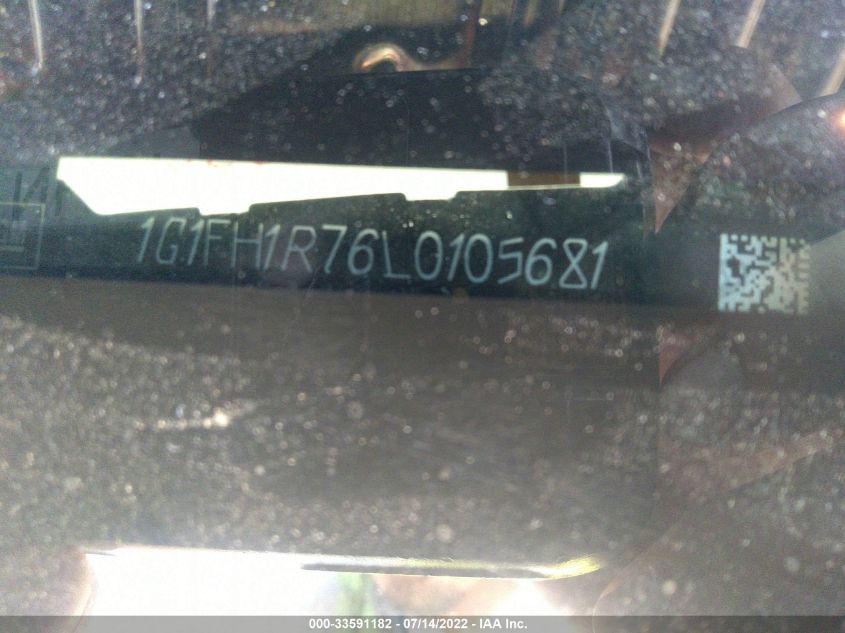 1G1FH1R76L0105681
000-33591182 - 07/14/2022 - IAA Inc.